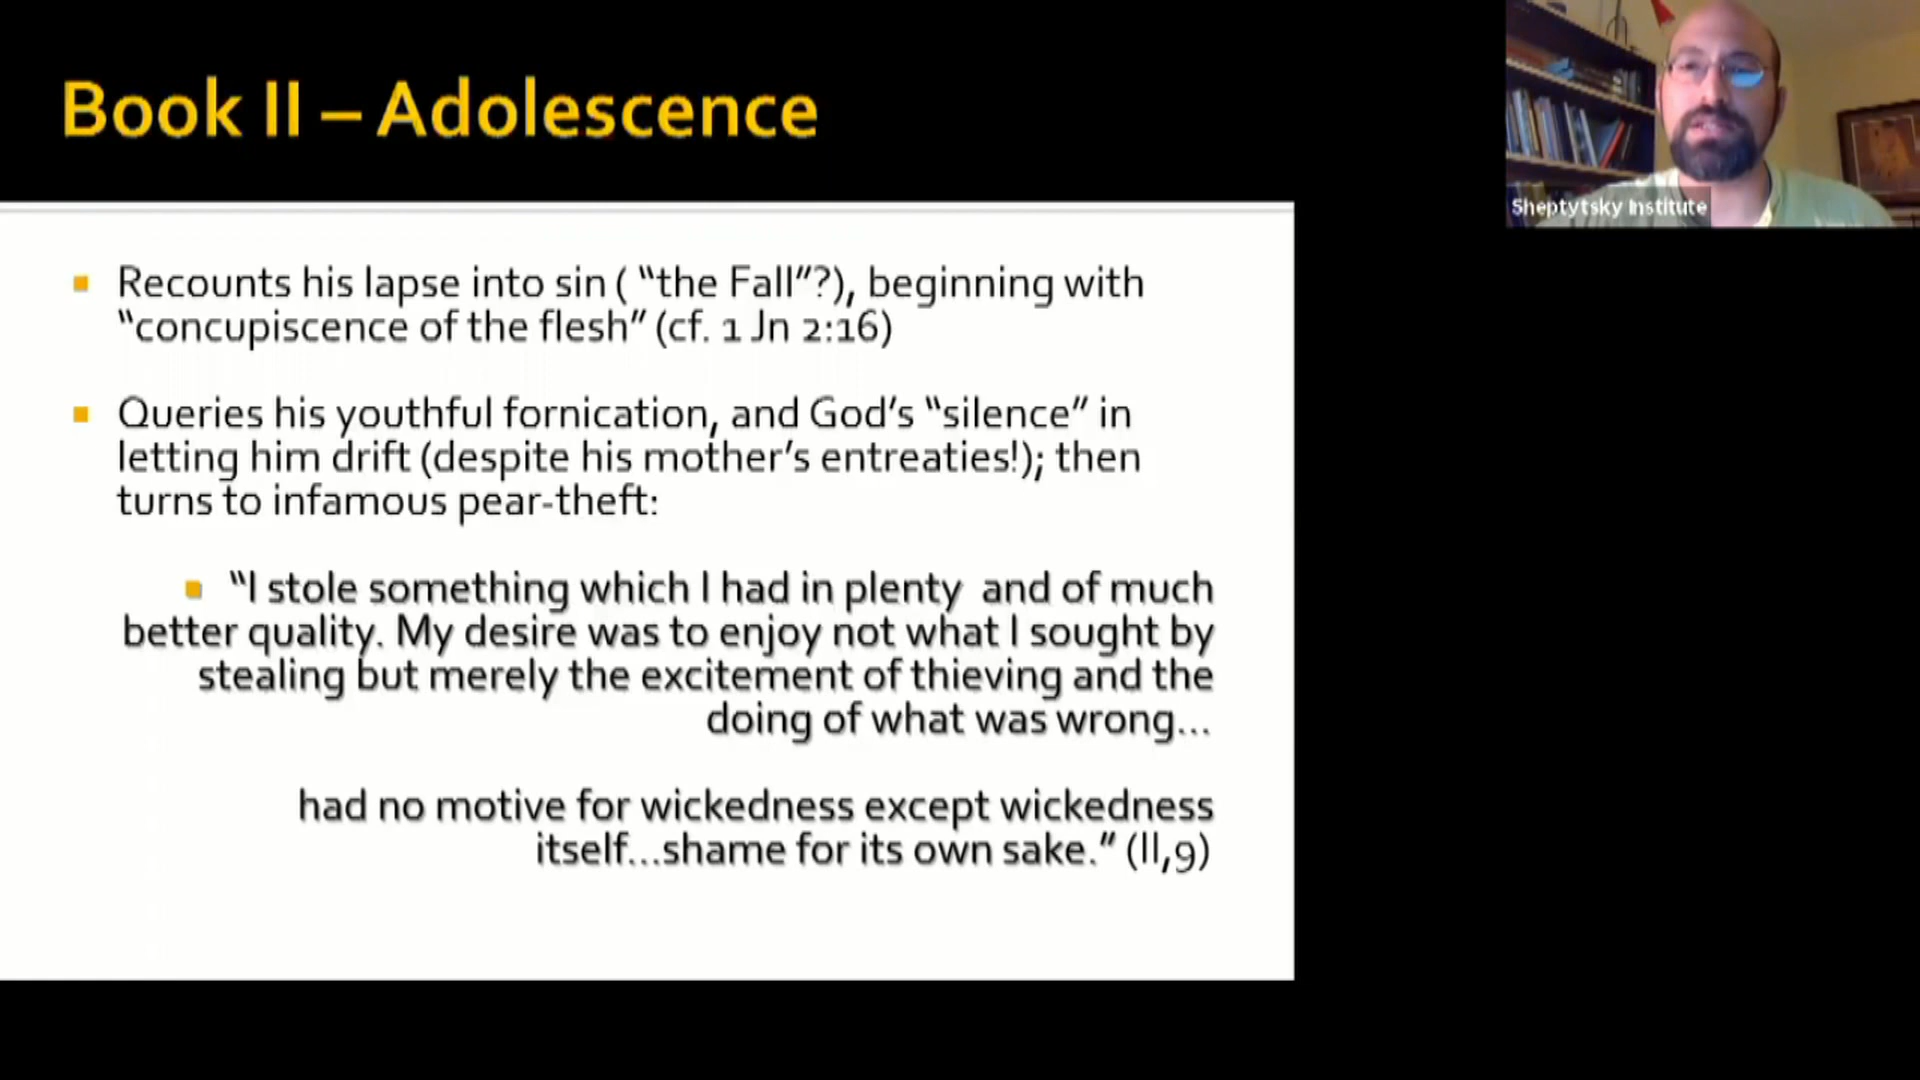 Book II – Adolescence
Sheptytsky Institute
▪ Recounts his lapse into sin ( “the Fall”?), beginning with
“concupiscence of the flesh” (cf. 1 Jn 2:16)
▪ Queries his youthful fornication, and God’s “silence” in
letting him drift (despite his mother’s entreaties!); then
turns to infamous pear-theft:
▪ “I stole something which I had in plenty and of much
better quality. My desire was to enjoy not what I sought by
stealing but merely the excitement of thieving and the
doing of what was wrong…
had no motive for wickedness except wickedness
itself…shame for its own sake.” (II,9)